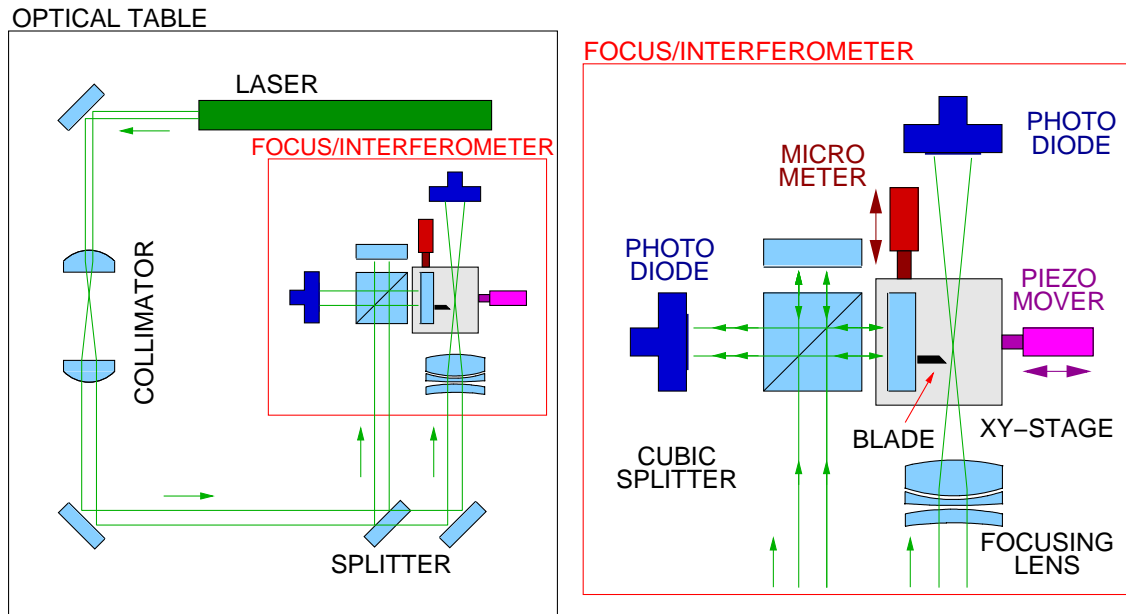 OPTICAL TABLE
LASER
FOCUS/INTERFEROMETER
COLLIMATOR
SPLITTER
FOCUS/INTERFEROMETER
PHOTO
DIODE
MICRO
METER
PHOTO
DIODE
PIEZO
MOVER
BLADE
XY−STAGE
CUBIC
SPLITTER
FOCUSING
LENS